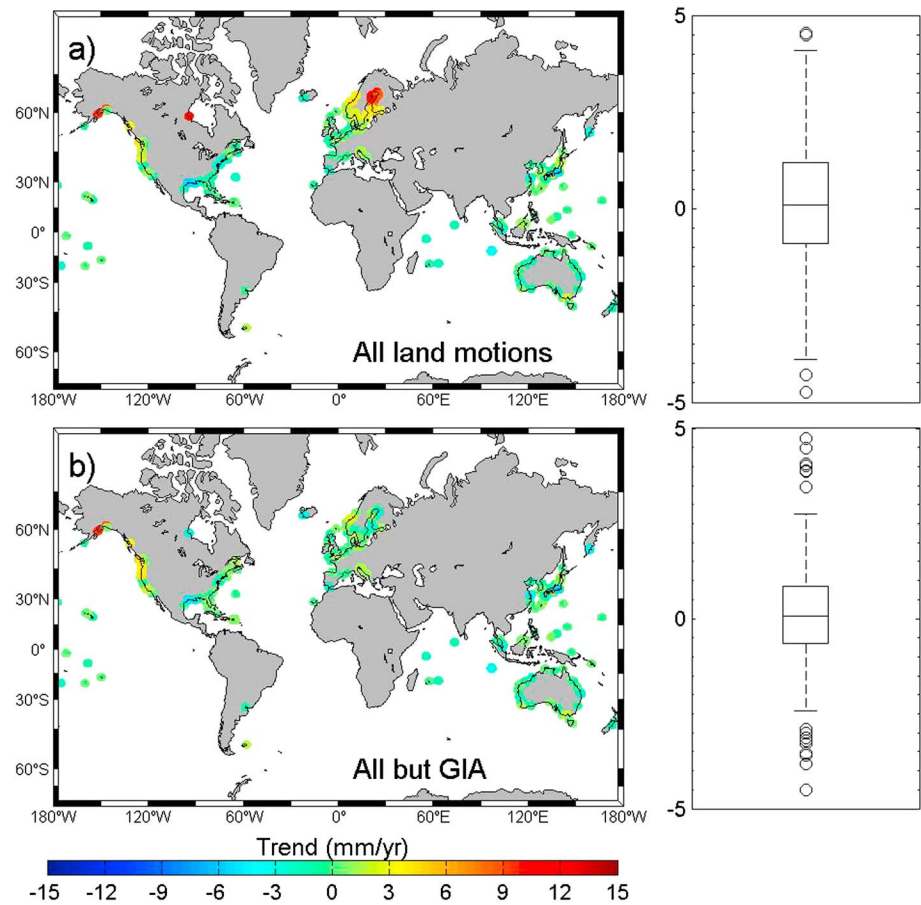 a)
60°N
30°N
0°
30°S
60°S
All land motions
180°W 120°W 60°W 0° 60°E 120°E 180°W
5
0
-5
b)
60°N
30°N
0°
30°S
60°S
All but GIA
180°W 120°W 60°W 0° 60°E 120°E 180°W
5
0
-5
Trend (mm/yr)
-15 -12 -9 -6 -3 0 3 6 9 12 15